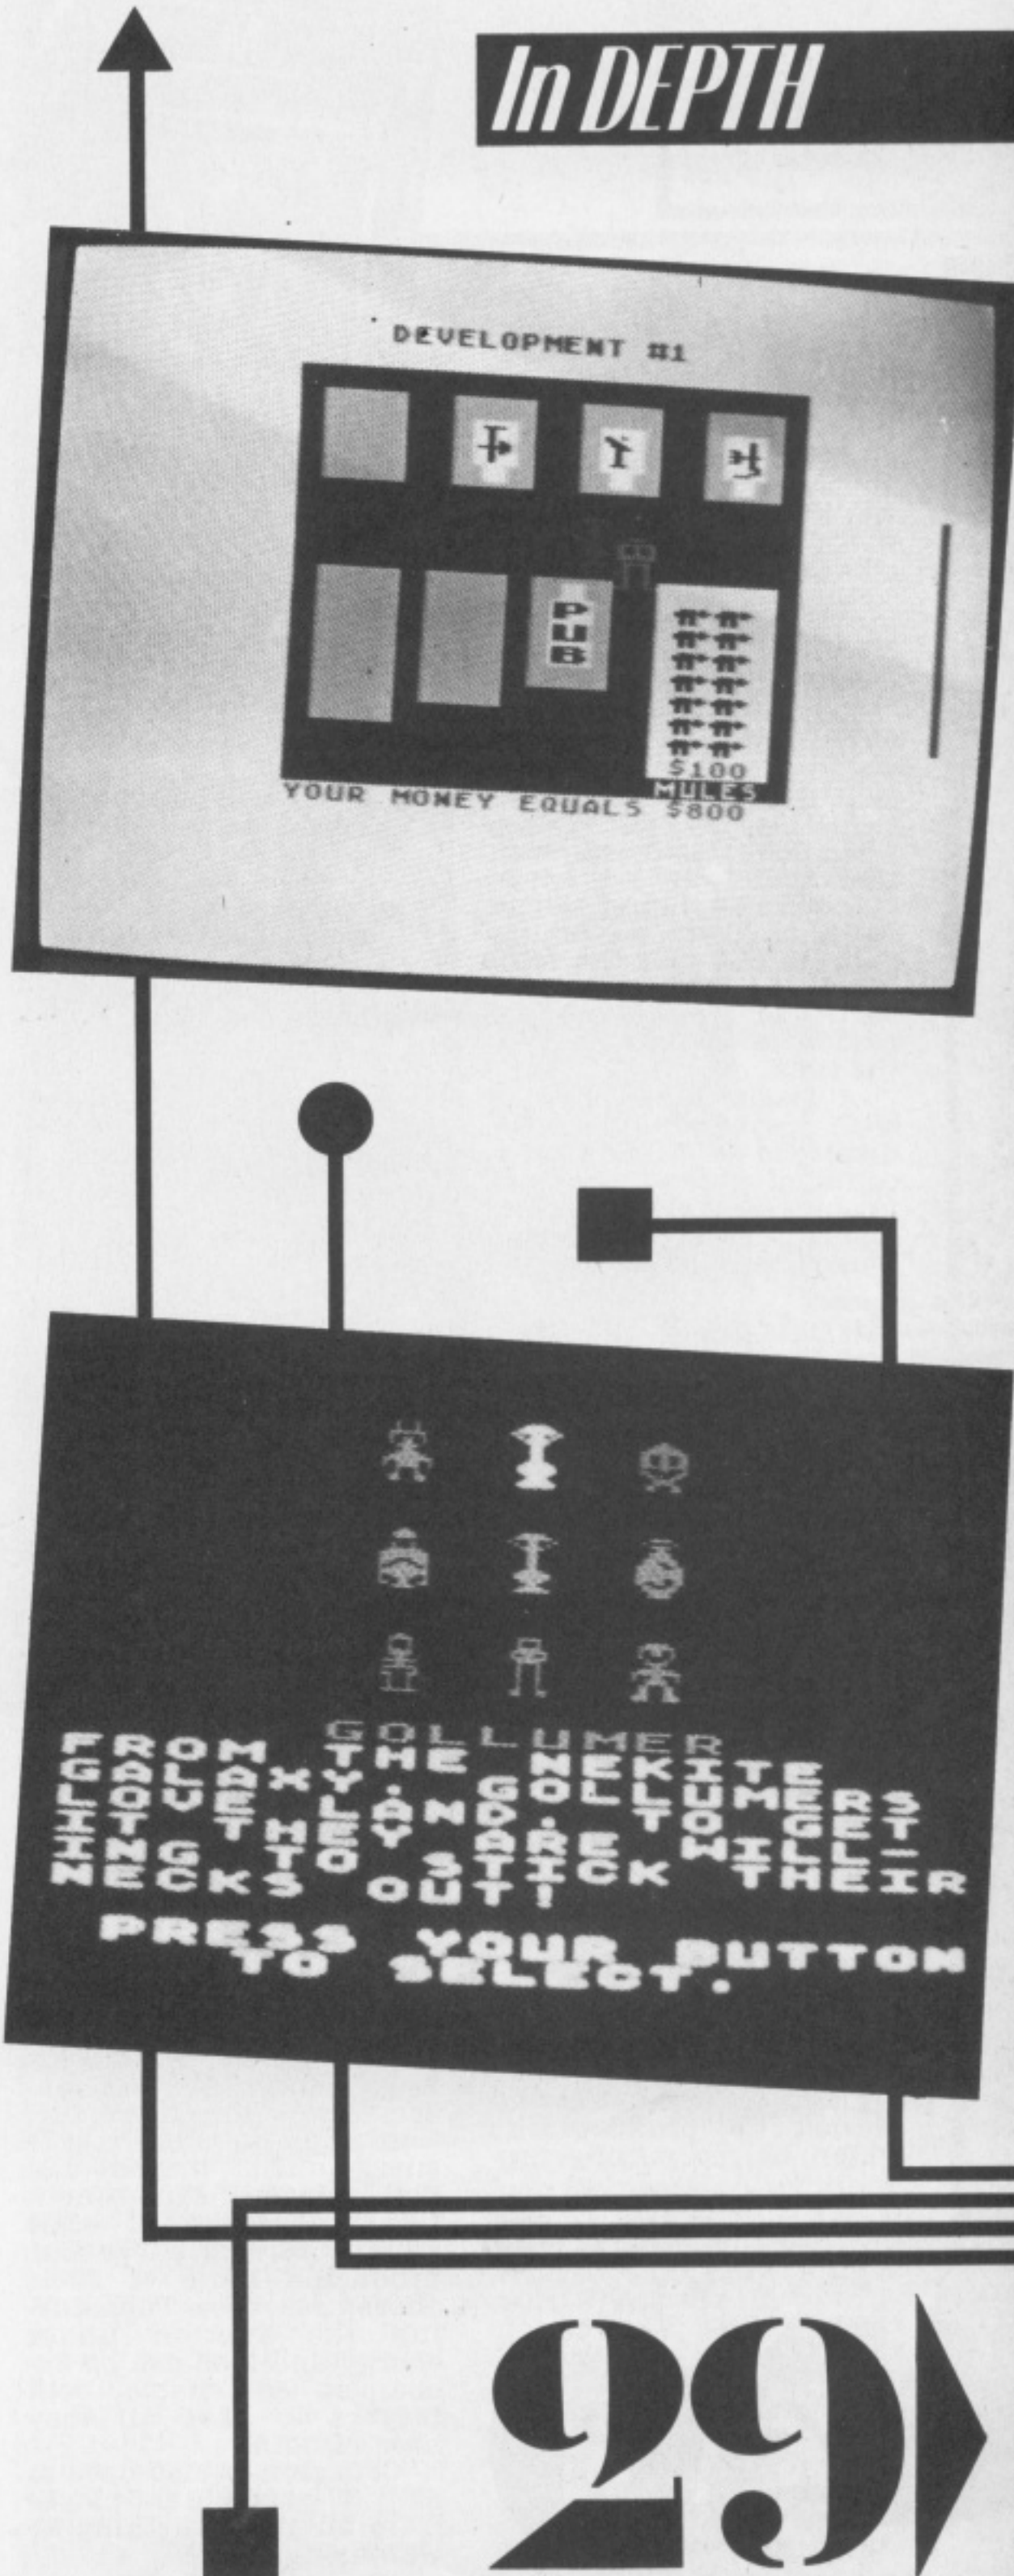 In DEPTH
DEVELOPMENT #1
PUB
$100
MULES
YOUR MONEY EQUALS $800
GOLLUMER
FROM THE NEKITE
GALAXY. GOLLUMERS
LOVE LAND. TO GET
IT THEY ARE WILL-
ING TO STICK THEIR
NECKS OUT!
PRESS YOUR BUTTON
TO SELECT.
29